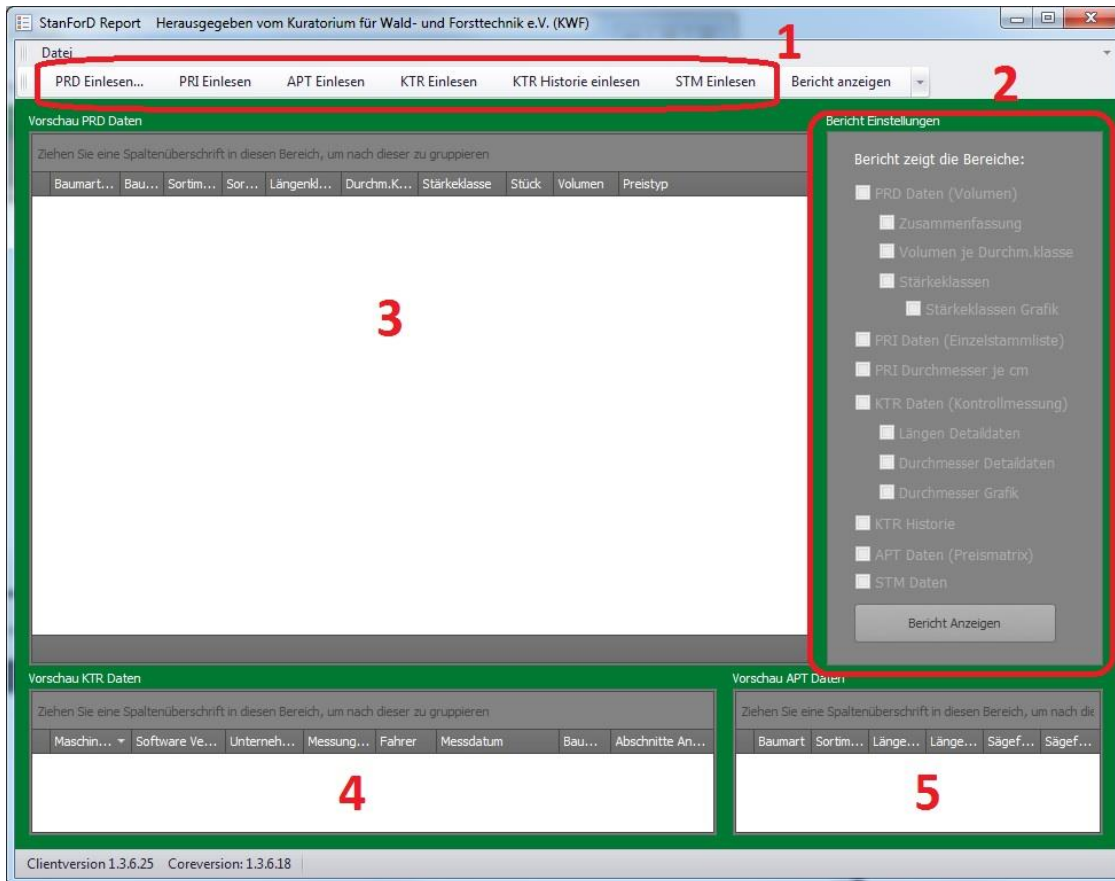 StanForD Report Herausgegeben vom Kuratorium für Wald- und Forsttechnik e.V. (KWF)
Datei
1
PRD Einlesen... PRI Einlesen APT Einlesen KTR Einlesen KTR Historie einlesen STM Einlesen Bericht anzeigen
2
Vorschau PRD Daten
Ziehen Sie eine Spaltenüberschrift in diesen Bereich, um nach dieser zu gruppieren
Baumart... Bau... Sortim... Sor... Längenkl... Durchm.K... Stärkeklasse Stück Volumen Preistyp
3
Bericht Einstellungen
Bericht zeigt die Bereiche:
PRD Daten (Volumen)
Zusammenfassung
Volumen je Durchm.klasse
Stärkeklassen
Stärkeklassen Grafik
PRI Daten (Einzelstammliste)
PRI Durchmesser je cm
KTR Daten (Kontrollmessung)
Längen Detaildaten
Durchmesser Detaildaten
Durchmesser Grafik
KTR Historie
APT Daten (Preismatrix)
STM Daten
Bericht Anzeigen
Vorschau KTR Daten
Ziehen Sie eine Spaltenüberschrift in diesen Bereich, um nach dieser zu gruppieren
Maschin... Software Ve... Unterneh... Messung... Fahrer Messdatum Bau... Abschnitte An...
4
Vorschau APT Daten
Ziehen Sie eine Spaltenüberschrift in diesen Bereich, um nach die
Baumart Sortim... Länge... Länge... Sägef... Sägef...
5
Clientversion 1.3.6.25 Coreversion: 1.3.6.18